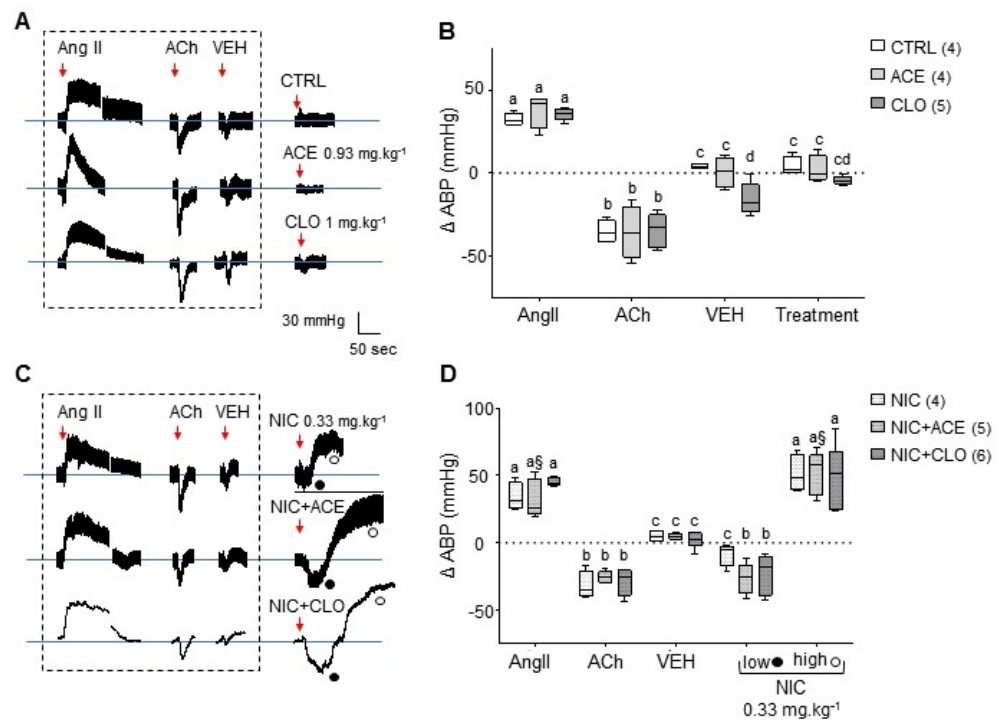 A
Ang II ACh VEH
CTRL
ACE 0.93 mg.kg⁻¹
CLO 1 mg.kg⁻¹
30 mmHg
50 sec
B
CTRL (4)
ACE (4)
CLO (5)
Δ ABP (mmHg)
50
0
-50
a a a
b b b
c c d
c c cd
AngII ACh VEH Treatment
C
Ang II ACh VEH
NIC 0.33 mg.kg⁻¹
NIC+ACE
NIC+CLO
D
NIC (4)
NIC+ACE (5)
NIC+CLO (6)
Δ ABP (mmHg)
100
50
0
-50
a a§ a
b b b
c c c
c b b
a a§ a
AngII ACh VEH low high
NIC
0.33 mg.kg⁻¹